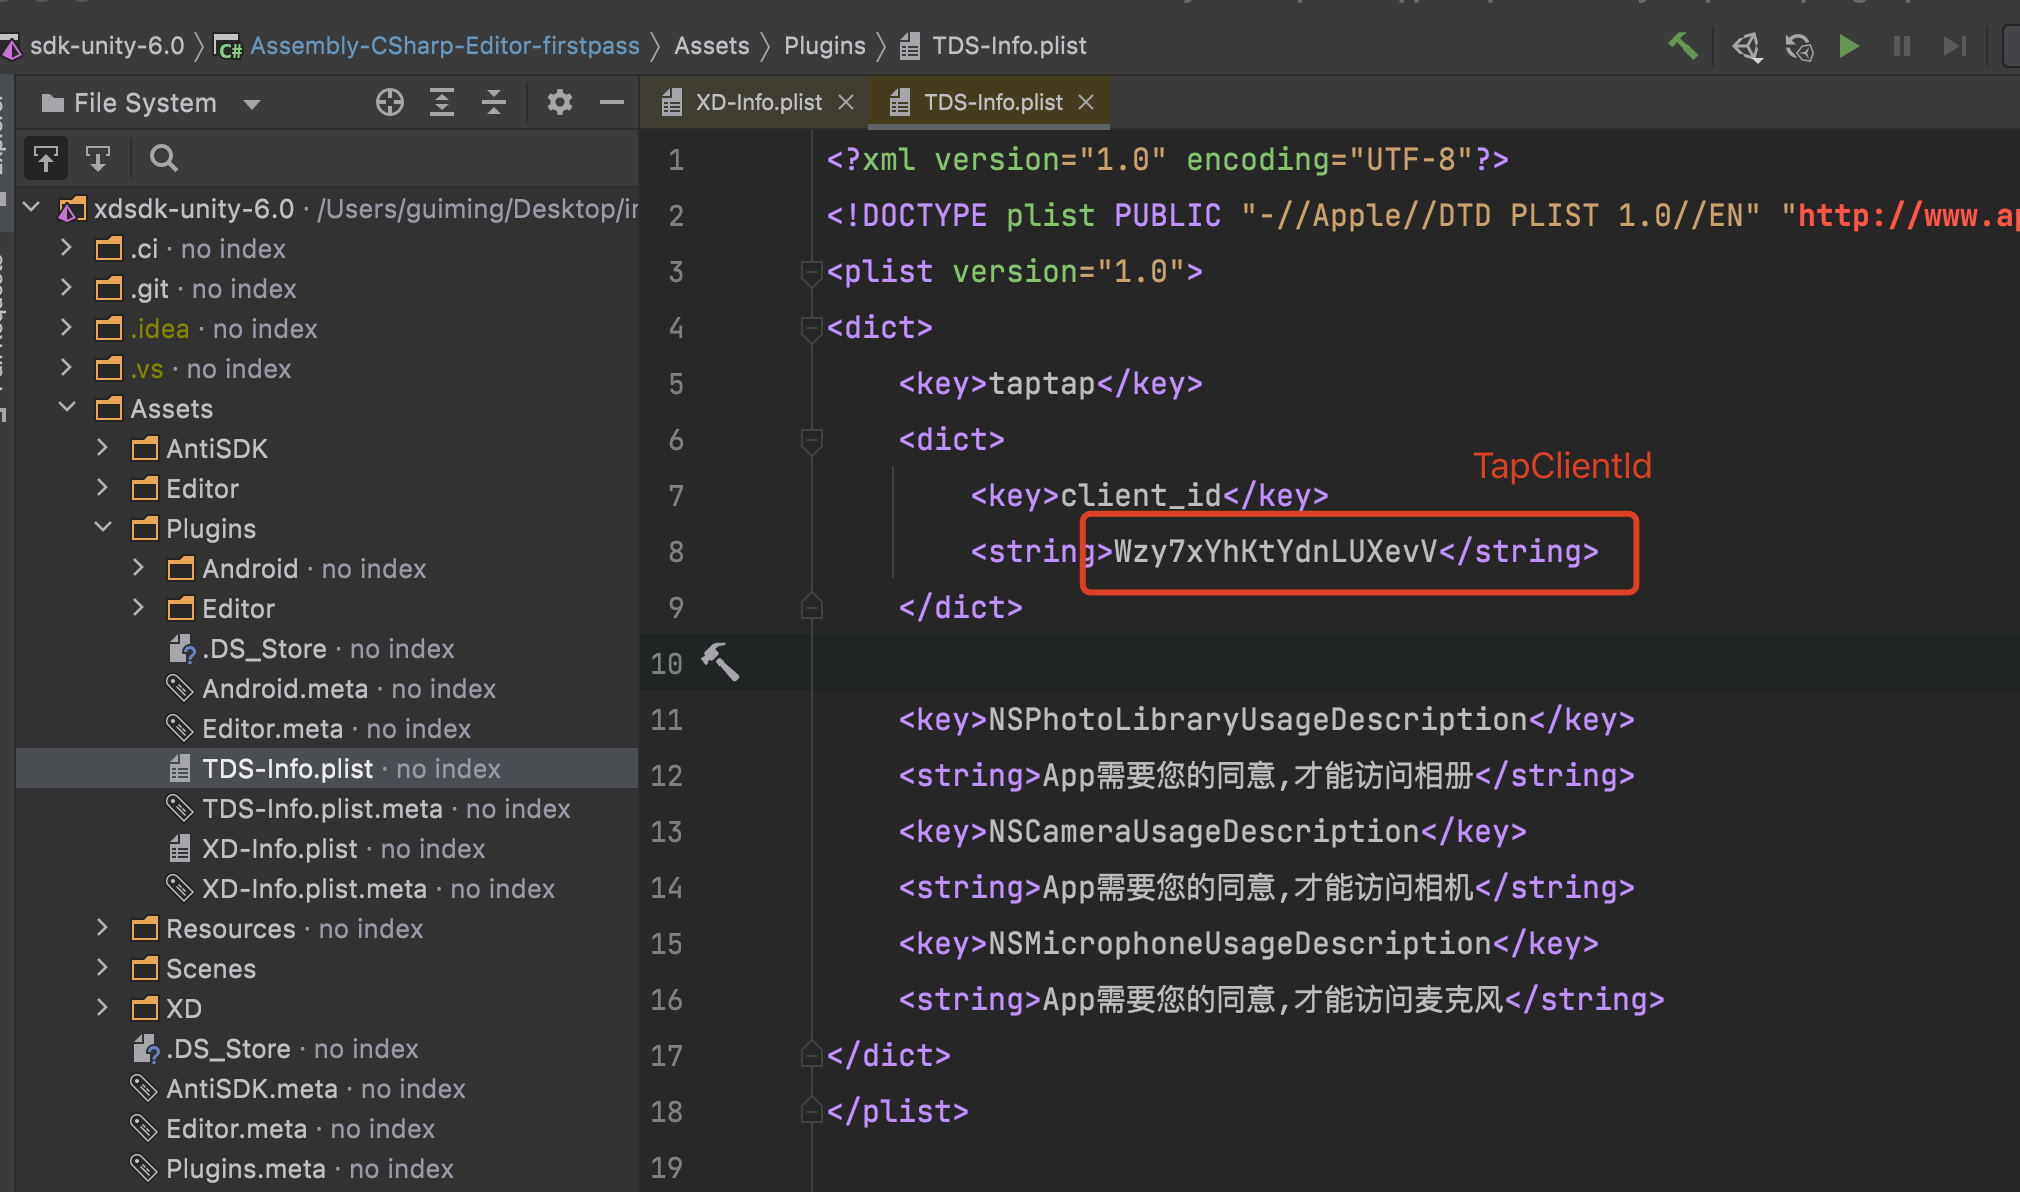 sdk-unity-6.0 C# Assembly-CSharp-Editor-firstpass Assets Plugins TDS-Info.plist
File System
XD-Info.plist
TDS-Info.plist
xdsdk-unity-6.0 · /Users/guiming/Desktop/
.ci · no index
.git · no index
.idea · no index
.vs · no index
Assets
AntiSDK
Editor
Plugins
Android · no index
Editor
.DS_Store · no index
Android.meta · no index
Editor.meta · no index
TDS-Info.plist · no index
TDS-Info.plist.meta · no index
XD-Info.plist · no index
XD-Info.plist.meta · no index
Resources · no index
Scenes
XD
.DS_Store · no index
AntiSDK.meta · no index
Editor.meta · no index
Plugins.meta · no index
1 <?xml version="1.0" encoding="UTF-8"?>
2 <!DOCTYPE plist PUBLIC "-//Apple//DTD PLIST 1.0//EN" "http://www.ap
3 <plist version="1.0">
4 <dict>
5 <key>taptap</key>
6 <dict>
TapClientId
7 <key>client_id</key>
8 <string>Wzy7xYhKtYdnLUXevV</string>
9 </dict>
10
11 <key>NSPhotoLibraryUsageDescription</key>
12 <string>App需要您的同意,才能访问相册</string>
13 <key>NSCameraUsageDescription</key>
14 <string>App需要您的同意,才能访问相机</string>
15 <key>NSMicrophoneUsageDescription</key>
16 <string>App需要您的同意,才能访问麦克风</string>
17 </dict>
18 </plist>
19